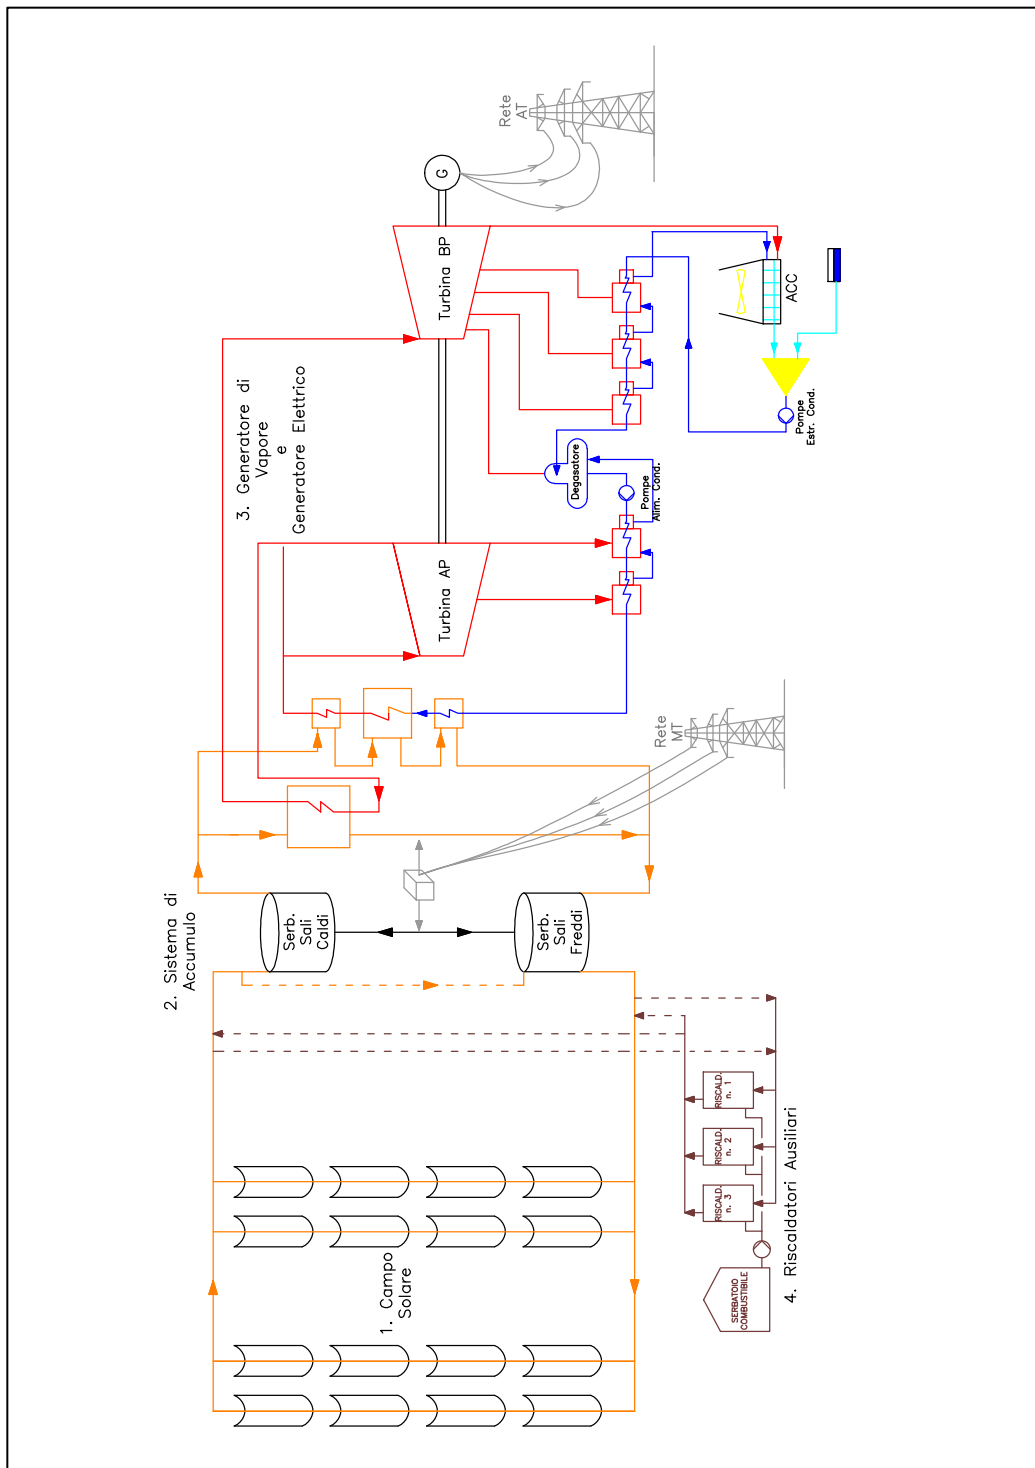 Rete
AT
G
Turbina BP
3. Generatore di
Vapore
e
Generatore Elettrico
ACC
Pompe
Estr. Cond.
Degasatore
Pompe
Alim. Cond.
Turbina AP
Rete
MT
2. Sistema di
Accumulo
Serb.
Sali
Caldi
Serb.
Sali
Freddi
RISCALD.
n. 1
RISCALD.
n. 2
RISCALD.
n. 3
4. Riscaldatori Ausiliari
SERBATOIO
COMBUSTIBILE
1. Campo
Solare